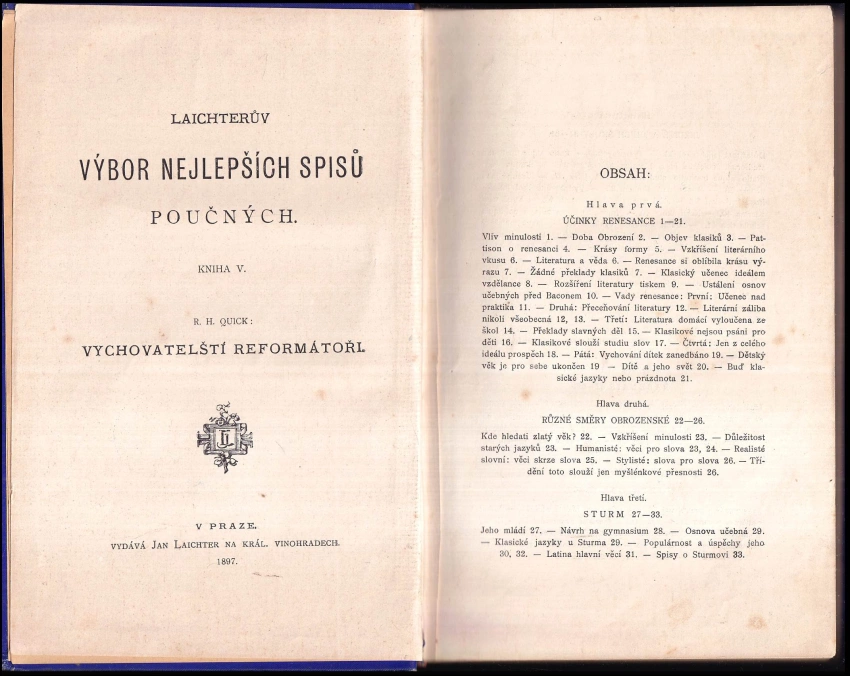 LAICHTERŮV
VÝBOR NEJLEPŠÍCH SPISŮ
POUČNÝCH.
KNIHA V.
R. H. QUICK:
VYCHOVATELŠTÍ REFORMÁTOŘI.
V PRAZE.
VYDÁVÁ JAN LAICHTER NA KRÁL. VINOHRADECH.
1897.
OBSAH:
Hlava prvá.
ÚČINKY RENESANCE 1—21.
Vliv minulosti 1. — Doba Obrození 2. — Objev klasiků 3. — Pat-
tison o renesanci 4. — Krásy formy 5. — Vzkříšení literárního
vkusu 6. — Literatura a věda 6. — Renesance si oblíbila krásu vý-
razu 7. — Žádné překlady klasiků 7. — Klasický učenec ideálem
vzdělance 8. — Rozšíření literatury tiskem 9. — Ustálení osnov
učebných před Baconem 10. — Vady renesance: První: Učenec nad
praktika 11. — Druhá: Přeceňování literatury 12. — Literární záliba
nikoli všeobecná 12, 13. — Třetí: Literatura domácí vyloučena ze
škol 14. — Překlady slavných děl 15. — Klasikové nejsou psáni pro
děti 16. — Klasikové slouží studiu slov 17. — Čtvrtá: Jen z celého
ideálu prospěch 18. — Pátá: Vychování dítek zanedbáno 19. — Dětský
věk je pro sebe ukončen 19 — Dítě a jeho svět 20. — Buď kla-
sické jazyky nebo prázdnota 21.
Hlava druhá.
RŮZNÉ SMĚRY OBROZENSKÉ 22—26.
Kde hledati zlatý věk? 22. — Vzkříšení minulosti 23. — Důležitost
starých jazyků 23. — Humanisté: věci pro slova 23, 24. — Realisté
slovní: věci skrze slova 25. — Stylisté; slova pro slova 26. — Tří-
dění toto slouží jen myšlénkové přesnosti 26.
Hlava třetí.
STURM 27—33.
Jeho mládí 27. — Návrh na gymnasium 28. — Osnova učebná 29.
— Klasické jazyky u Sturma 29. — Populárnost a úspěchy jeho
30, 32. — Latina hlavní věcí 31. — Spisy o Sturmovi 33.